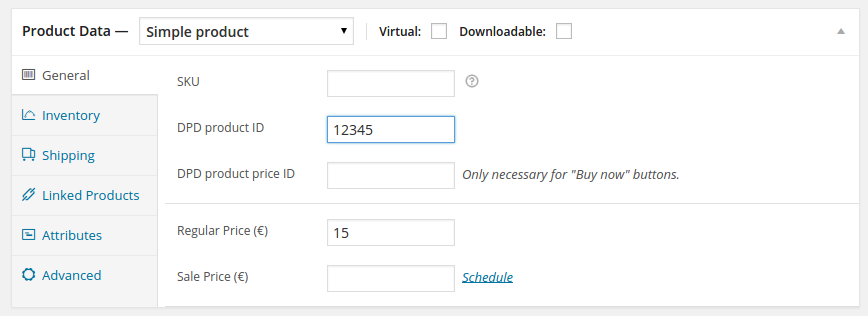 Product Data — Simple product Virtual: Downloadable:
General
Inventory
Shipping
Linked Products
Attributes
Advanced
SKU
DPD product ID 12345
DPD product price ID Only necessary for "Buy now" buttons.
Regular Price (€) 15
Sale Price (€) Schedule